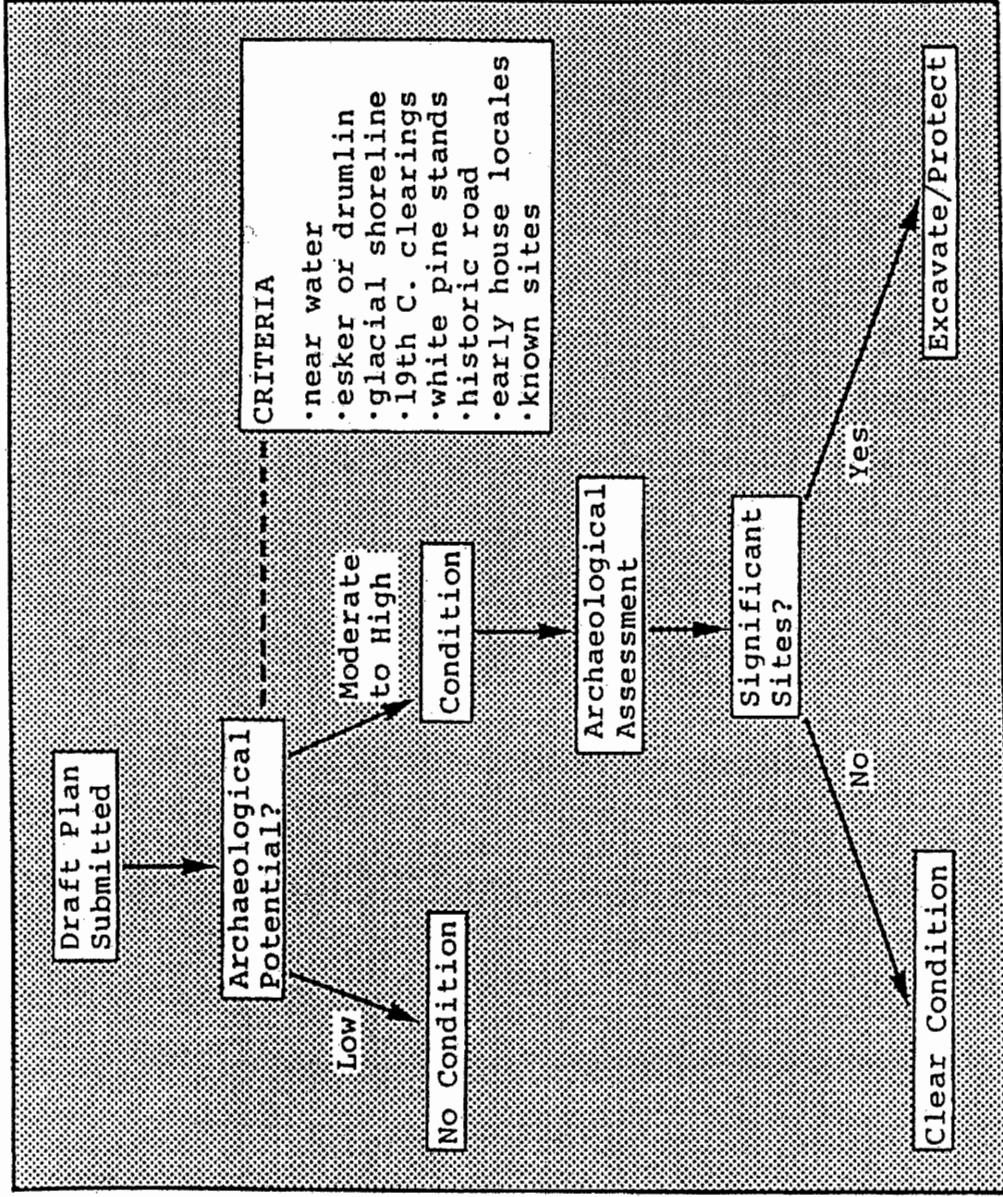 Draft Plan
Submitted
Archaeological
Potential?
CRITERIA
·near water
·esker or drumlin
·glacial shoreline
·19th C. clearings
·white pine stands
·historic road
·early house locales
·known sites
Low
Moderate
to High
No Condition
Condition
Archaeological
Assessment
Significant
Sites?
No
Yes
Clear Condition
Excavate/Protect